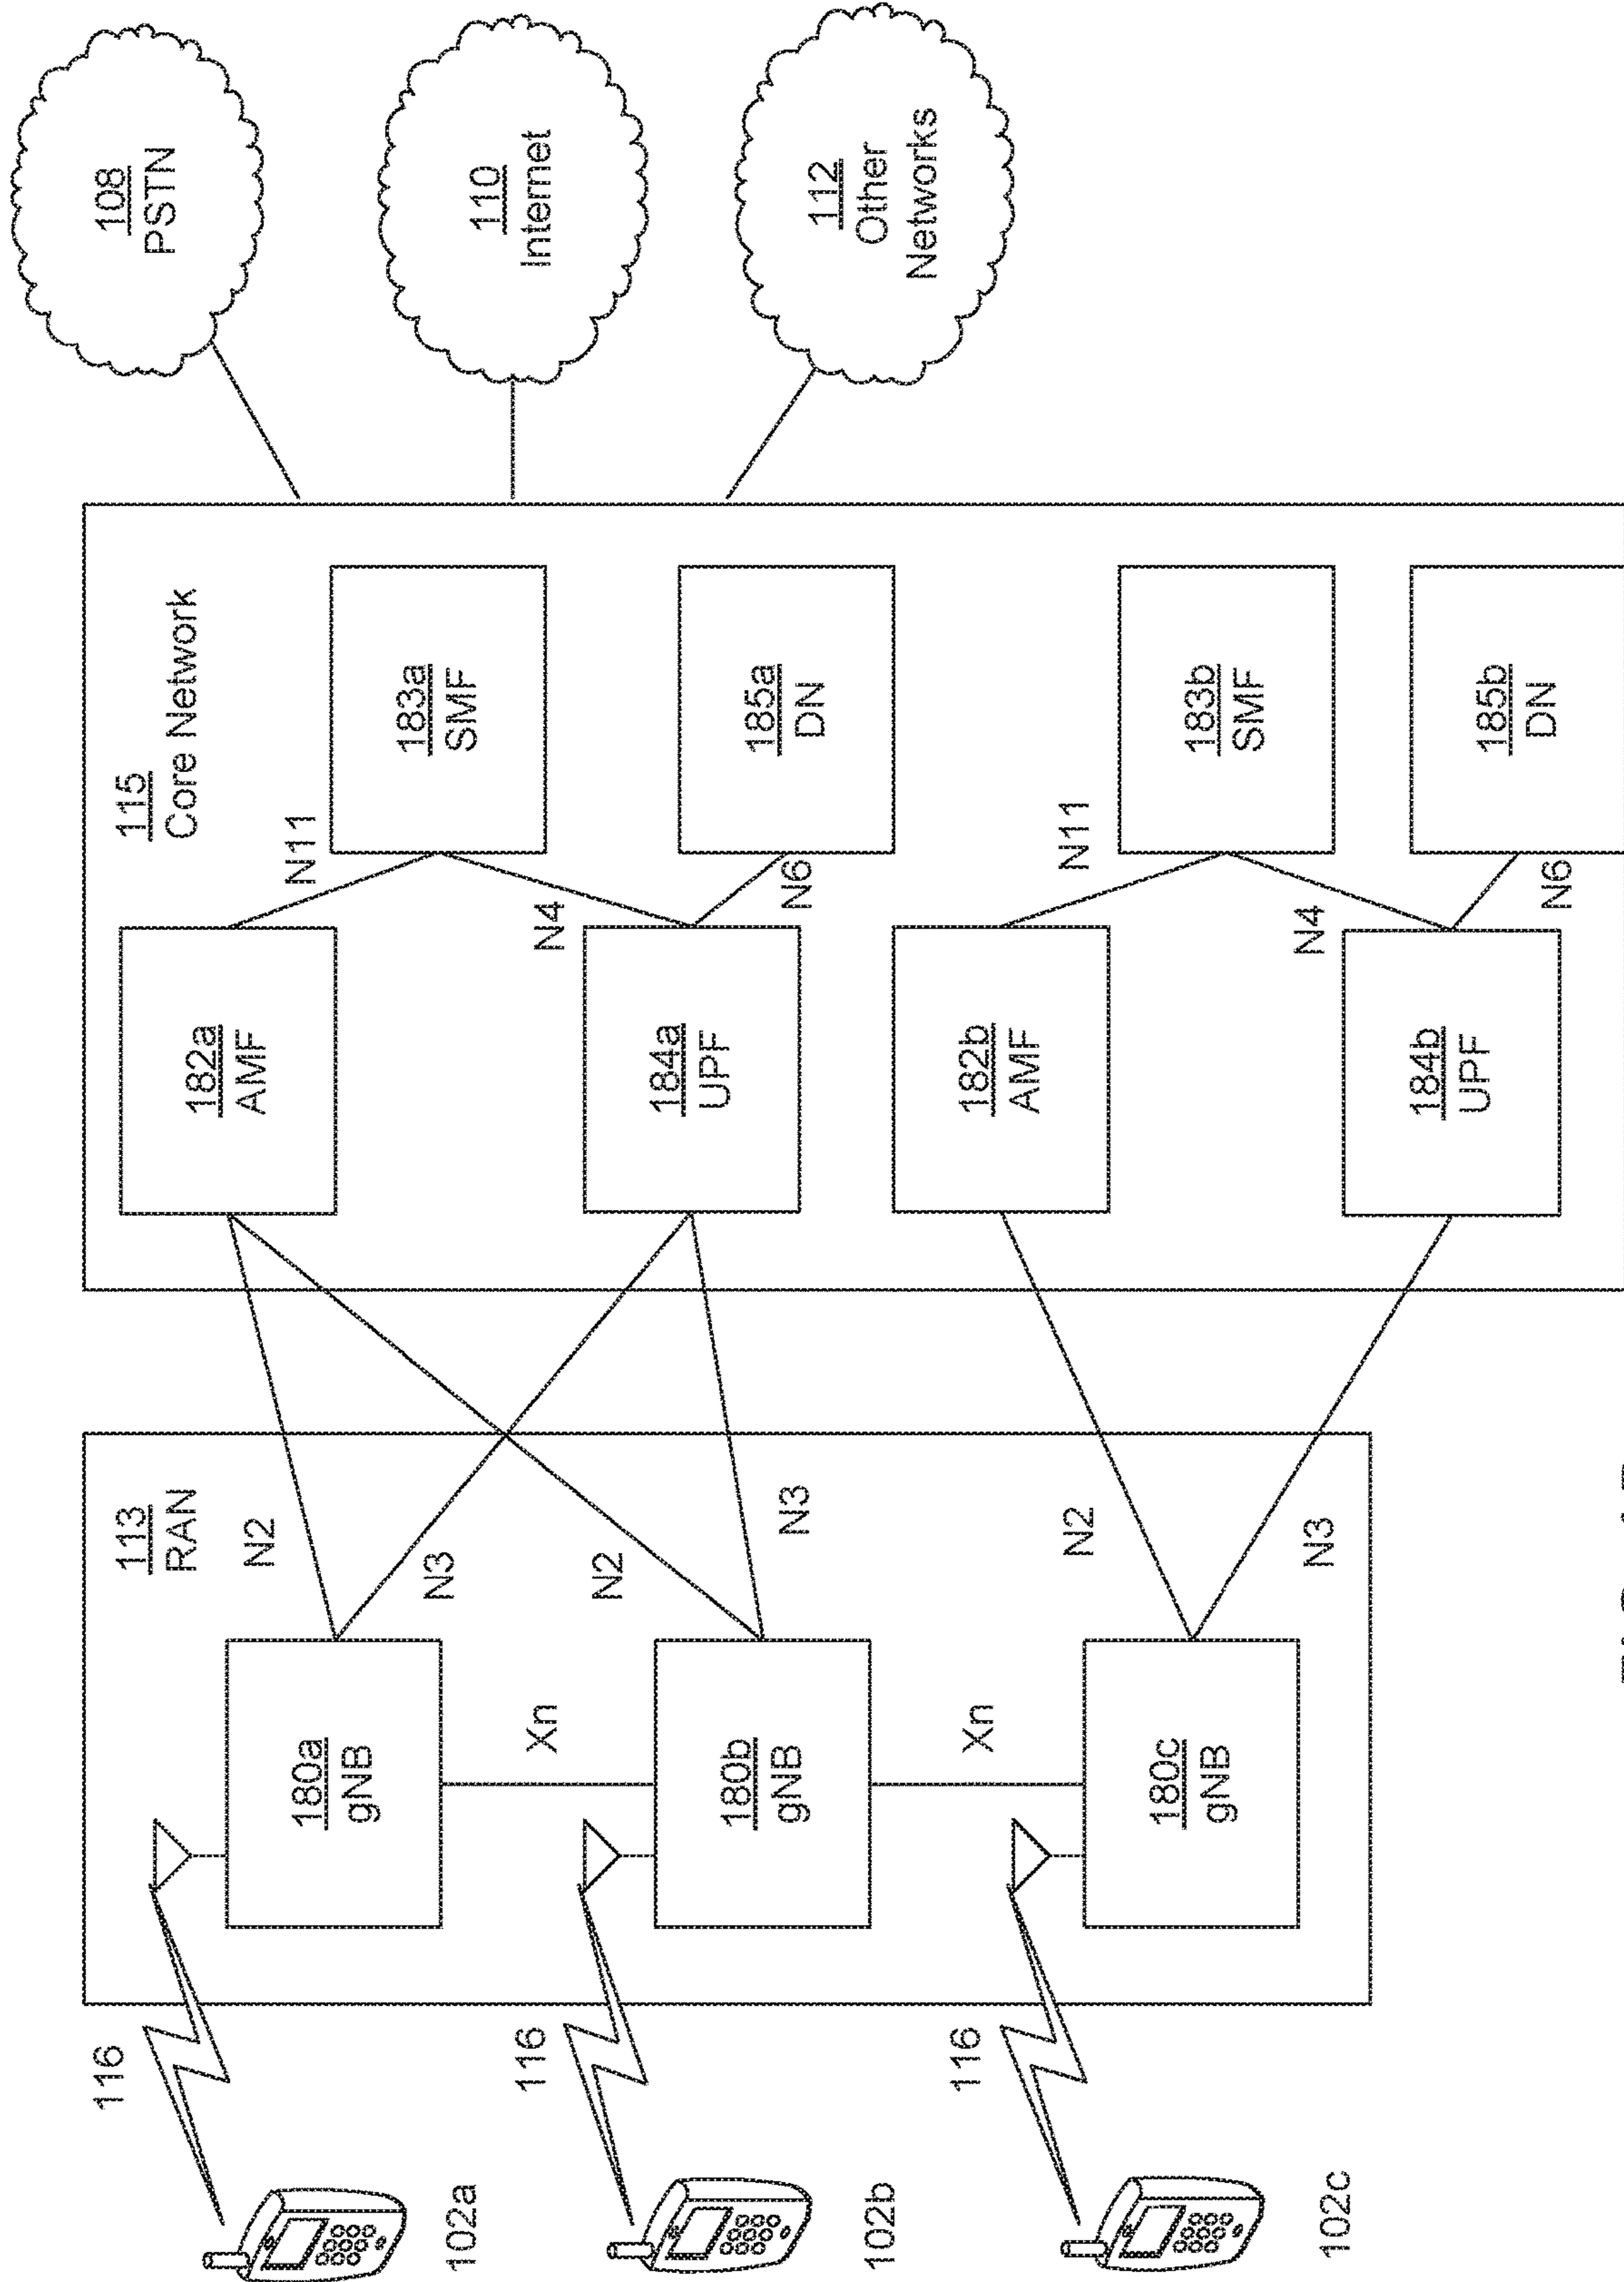 102a
102b
102c
116
116
116
113
RAN
180a
gNB
180b
gNB
180c
gNB
Xn
Xn
N2
N3
N2
N3
N2
N3
115
Core Network
182a
AMF
184a
UPF
182b
AMF
184b
UPF
N11
N4
N6
N11
N4
N6
183a
SMF
185a
DN
183b
SMF
185b
DN
108
PSTN
110
Internet
112
Other
Networks